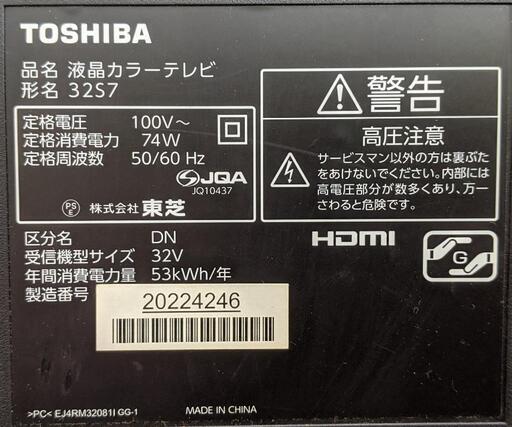 TOSHIBA
品名 液晶カラーテレビ
形名 32S7
定格電圧 100V～
定格消費電力 74W
定格周波数 50/60 Hz
JQA
JQ10437
PS
E
株式会社 東芝
警告
高圧注意
サービスマン以外の方は裏ぶた
をあけないでください。内部には
高電圧部分が数多くあり、万一
さわると危険です。
区分名 DN
受信機型サイズ 32V
年間消費電力量 53kWh/年
製造番号
20224246
HDMI
G
>PC< EJ4RM32081I GG-1
MADE IN CHINA